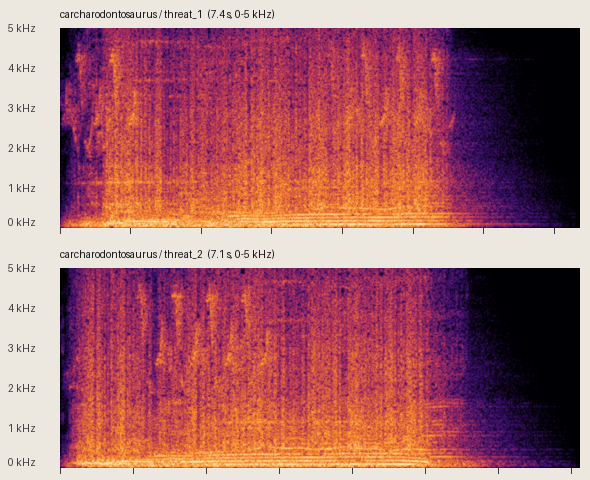 carcharodontosaurus / threat_1 (7.4s, 0-5 kHz)
5 kHz
4 kHz
3 kHz
2 kHz
1 kHz
0 kHz
carcharodontosaurus / threat_2 (7.1s, 0-5 kHz)
5 kHz
4 kHz
3 kHz
2 kHz
1 kHz
0 kHz